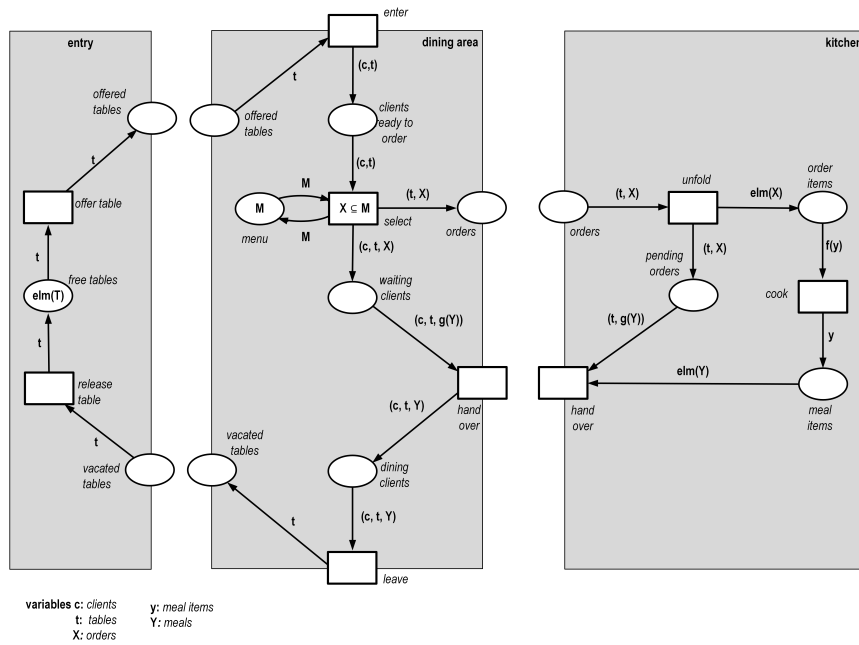 entry
offered
tables
t
offer table
t
free tables
elm(T)
t
release
table
t
vacated
tables
enter
dining area
(c,t)
t
offered
tables
clients
ready to
order
(c,t)
M
M
X ⊆ M
(t, X)
select
orders
menu
M
(c, t, X)
waiting
clients
(c, t, g(Y))
hand
over
(c, t, Y)
vacated
tables
dining
clients
t
(c, t, Y)
leave
kitchen
order
items
unfold
(t, X)
elm(X)
orders
(t, X)
f(y)
pending
orders
cook
(t, g(Y))
y
elm(Y)
hand
over
meal
items
variables c: clients
t: tables
X: orders
y: meal items
Y: meals